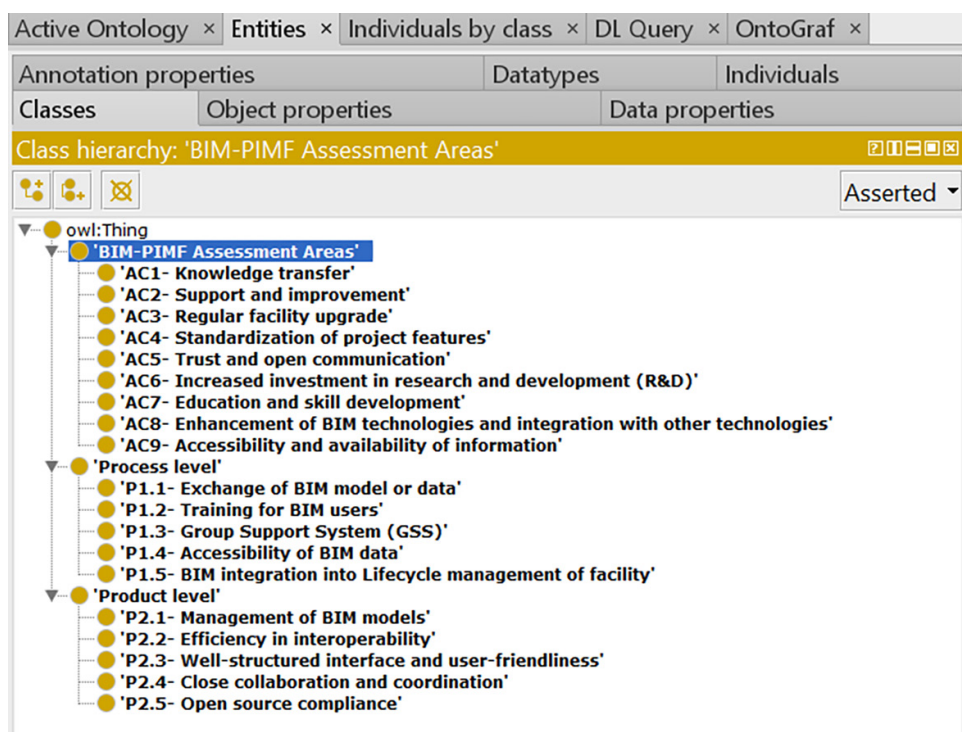 Active Ontology × Entities × Individuals by class × DL Query × OntoGraf ×
Annotation properties Datatypes Individuals
Classes Object properties Data properties
Class hierarchy: 'BIM-PIMF Assessment Areas'
Asserted
owl:Thing
'BIM-PIMF Assessment Areas'
'AC1- Knowledge transfer'
'AC2- Support and improvement'
'AC3- Regular facility upgrade'
'AC4- Standardization of project features'
'AC5- Trust and open communication'
'AC6- Increased investment in research and development (R&D)'
'AC7- Education and skill development'
'AC8- Enhancement of BIM technologies and integration with other technologies'
'AC9- Accessibility and availability of information'
'Process level'
'P1.1- Exchange of BIM model or data'
'P1.2- Training for BIM users'
'P1.3- Group Support System (GSS)'
'P1.4- Accessibility of BIM data'
'P1.5- BIM integration into Lifecycle management of facility'
'Product level'
'P2.1- Management of BIM models'
'P2.2- Efficiency in interoperability'
'P2.3- Well-structured interface and user-friendliness'
'P2.4- Close collaboration and coordination'
'P2.5- Open source compliance'